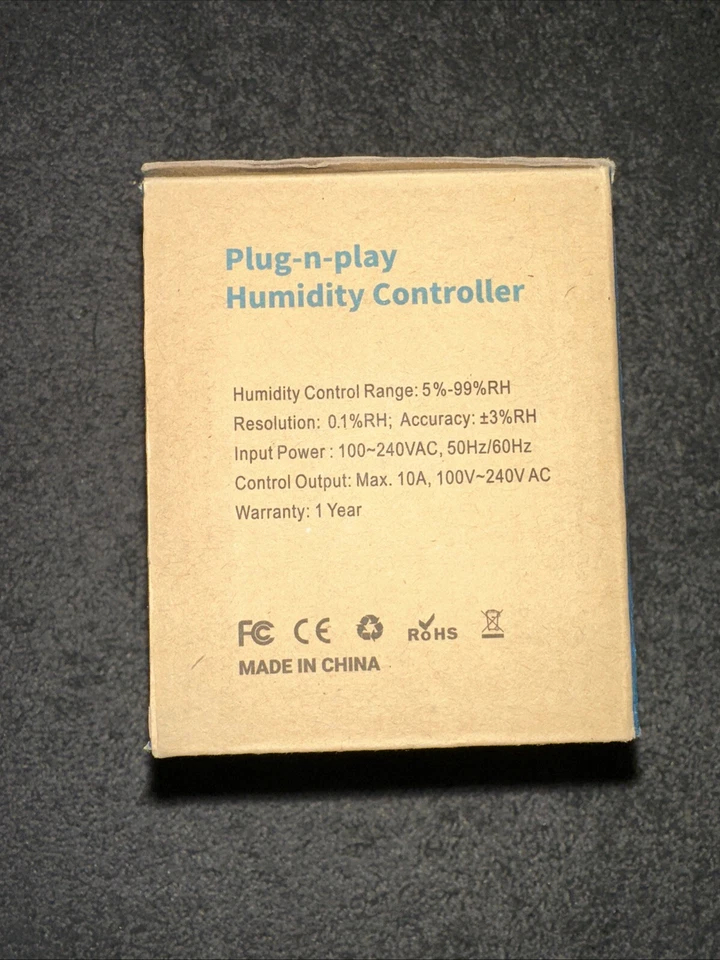 Plug-n-play
Humidity Controller
Humidity Control Range: 5%-99%RH
Resolution: 0.1%RH; Accuracy: ±3%RH
Input Power : 100~240VAC, 50Hz/60Hz
Control Output: Max. 10A, 100V~240V AC
Warranty: 1 Year
FC CE RoHS
MADE IN CHINA